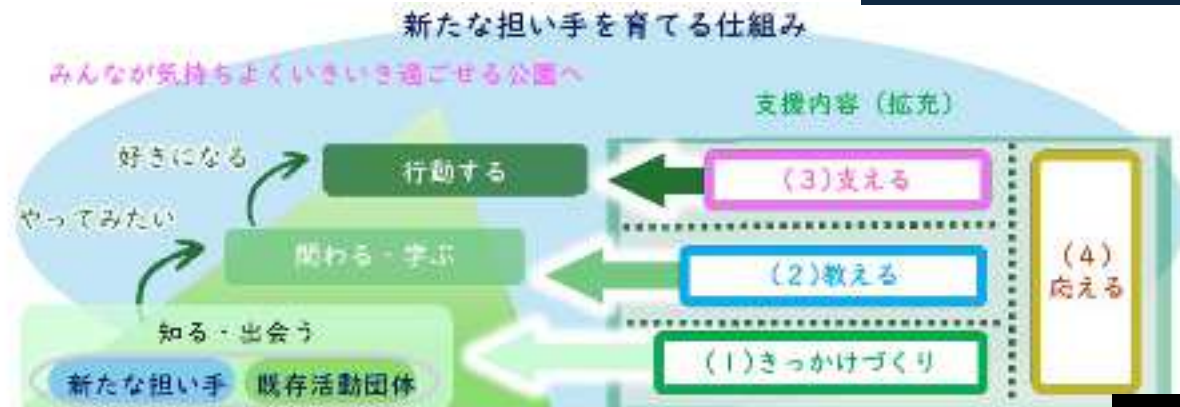 新たな担い手を育てる仕組み
みんなが気持ちよくいきいき過ごせる公園へ
支援内容（拡充）
好きになる
行動する
(3)支える
やってみたい
関わる・学ぶ
(2)教える
(4)
応える
知る・出会う
(1)きっかけづくり
新たな担い手
既存活動団体